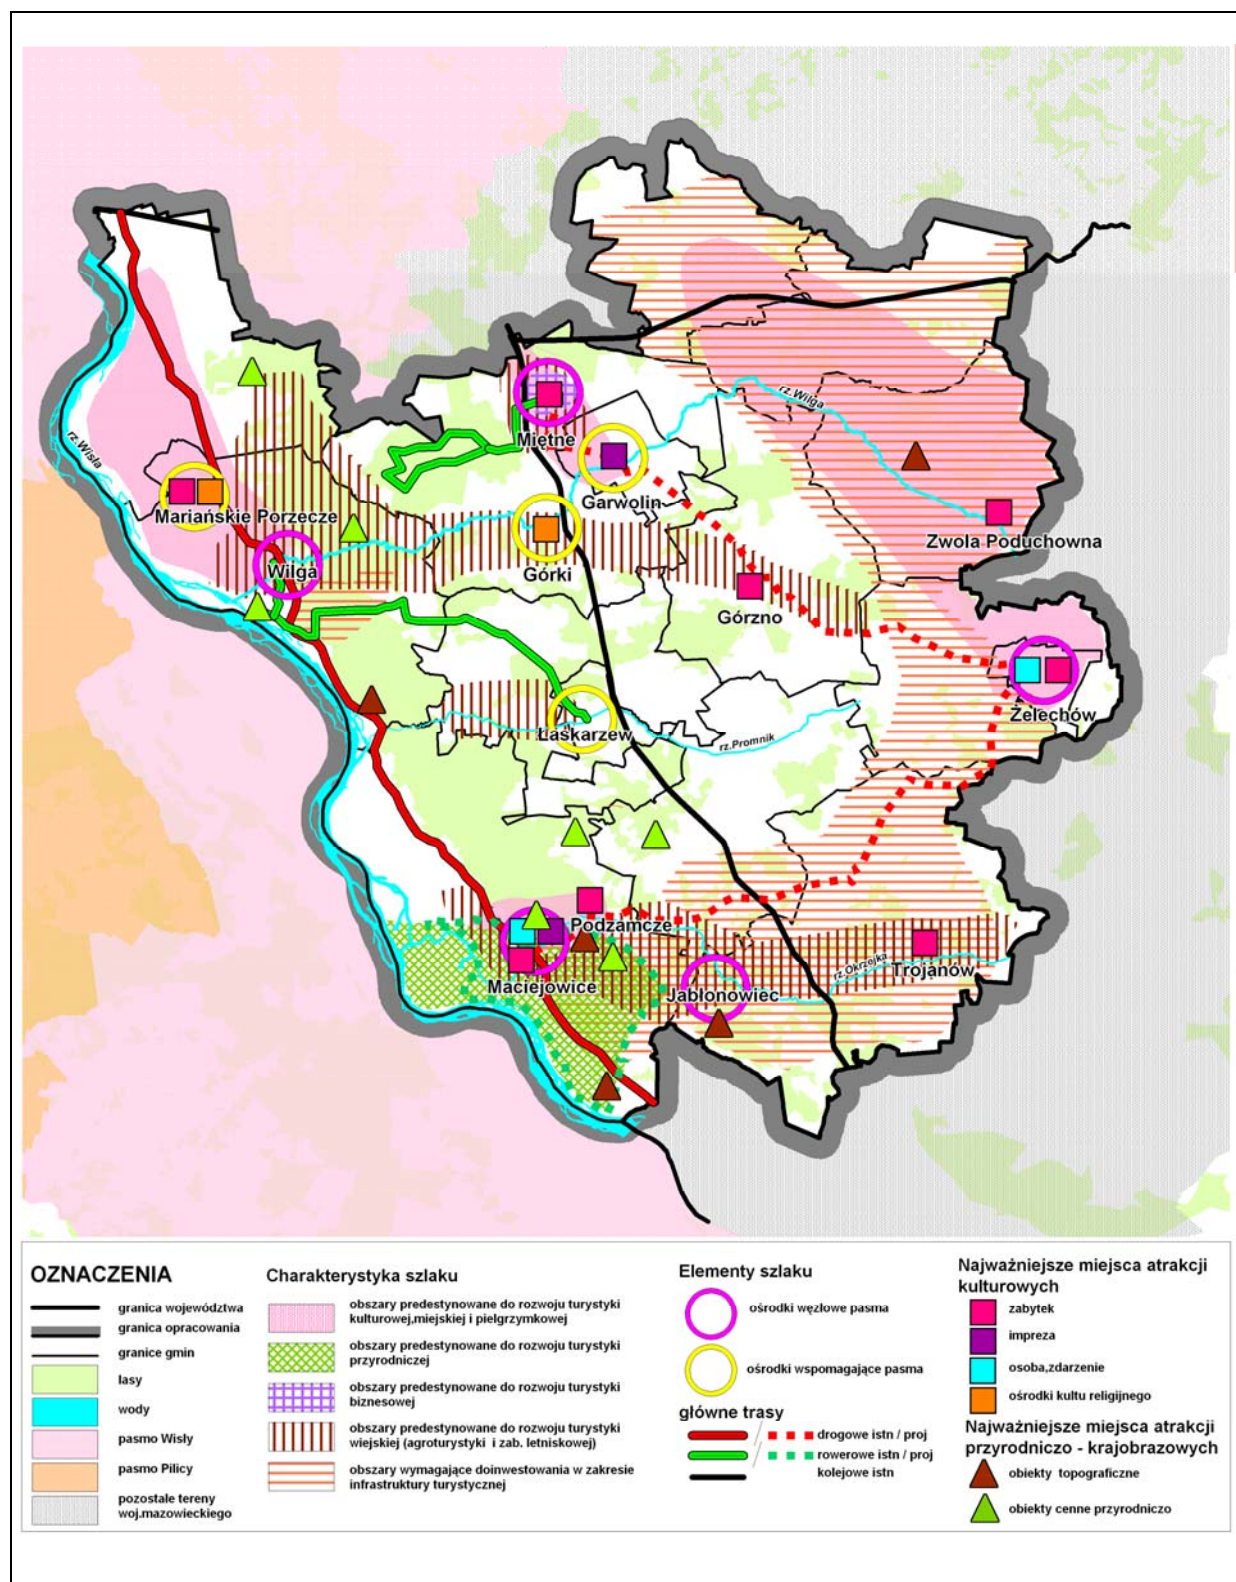 rz.Wilga
rz.Wisła
Miętne
Garwolin
Mariańskie Porzecze
Zwola Poduchowna
Wilga
Górki
Górzno
Żelechów
Łaskarzew
rz.Promnik
Podzamcze
Trojanów
rz.Okrzejka
Maciejowice
Jabłonowiec
OZNACZENIA
granica województwa
granica opracowania
granice gmin
lasy
wody
pasmo Wisły
pasmo Pilicy
pozostałe tereny
woj.mazowieckiego
Charakterystyka szlaku
obszary predestynowane do rozwoju turystyki
kulturowej,miejskiej i pielgrzymkowej
obszary predestynowane do rozwoju turystyki
przyrodniczej
obszary predestynowane do rozwoju turystyki
biznesowej
obszary predestynowane do rozwoju turystyki
wiejskiej (agroturystyki i zab. letniskowej)
obszary wymagające doinwestowania w zakresie
infrastruktury turystycznej
Elementy szlaku
ośrodki węzłowe pasma
ośrodki wspomagające pasma
główne trasy
drogowe istn / proj
rowerowe istn / proj
kolejowe istn
Najważniejsze miejsca atrakcji
kulturowych
zabytek
impreza
osoba,zdarzenie
ośrodki kultu religijnego
Najważniejsze miejsca atrakcji
przyrodniczo - krajobrazowych
obiekty topograficzne
obiekty cenne przyrodniczo